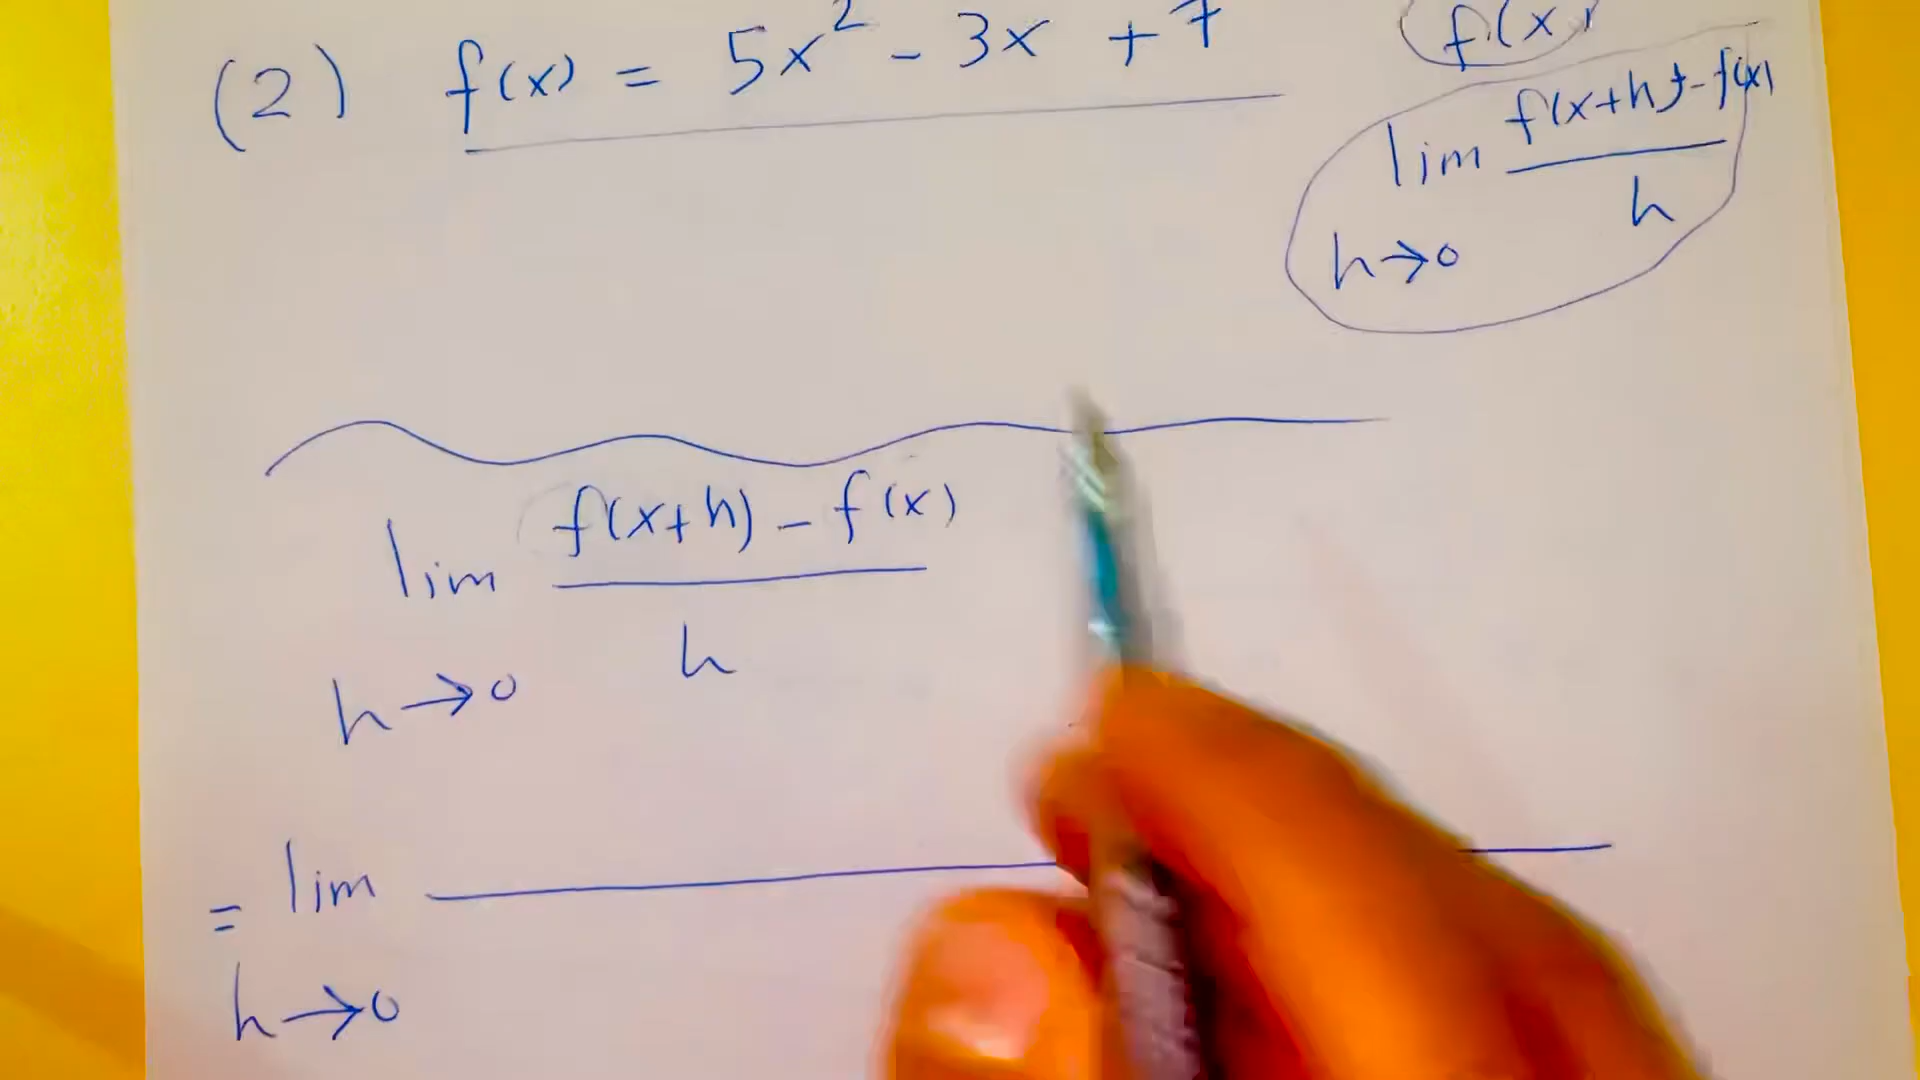 (2) f(x) = 5x² - 3x + 7
f(x)
lim f(x+h) - f(x)
h
h→0
lim f(x+h) - f(x)
h
h→0
= lim
h→0